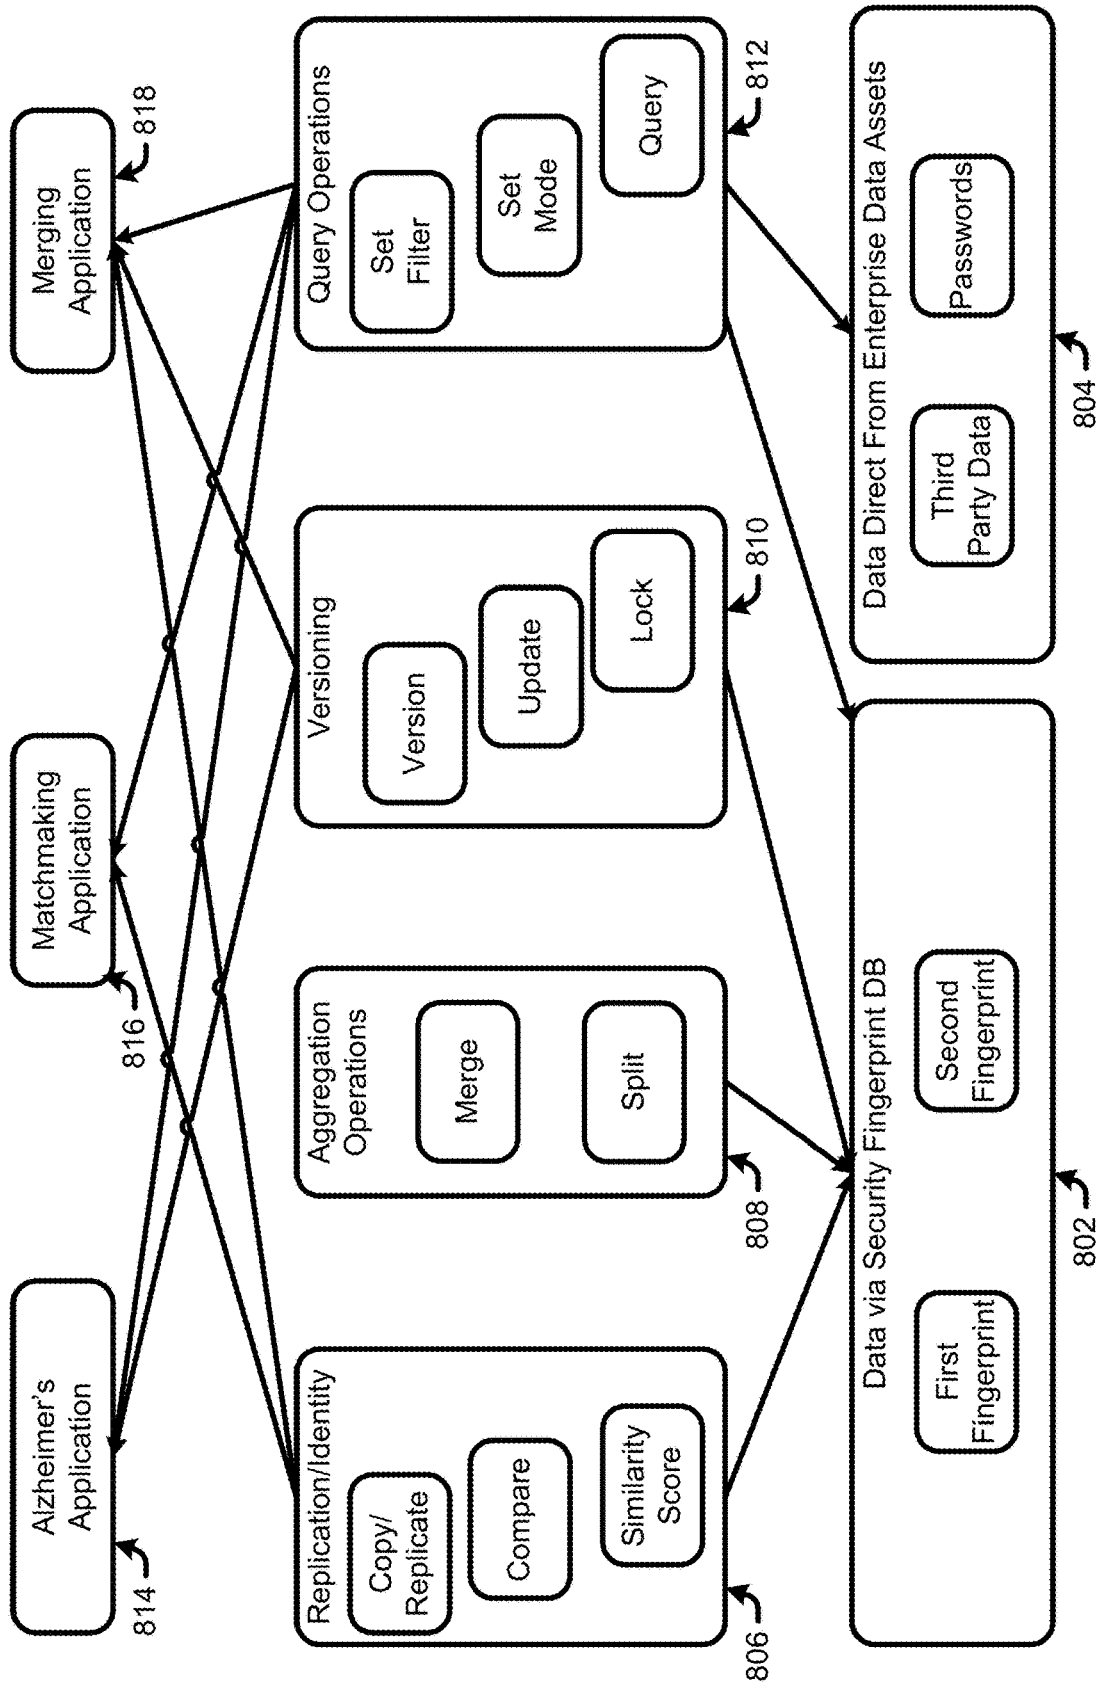 Alzheimer's
Application
814
Matchmaking
Application
816
Merging
Application
818
Replication/Identity
Copy/
Replicate
Compare
Similarity
Score
806
Aggregation
Operations
Merge
Split
808
Versioning
Version
Update
Lock
810
Query Operations
Set
Filter
Set
Mode
Query
812
Data via Security Fingerprint DB
First
Fingerprint
Second
Fingerprint
802
Data Direct From Enterprise Data Assets
Third
Party Data
Passwords
804